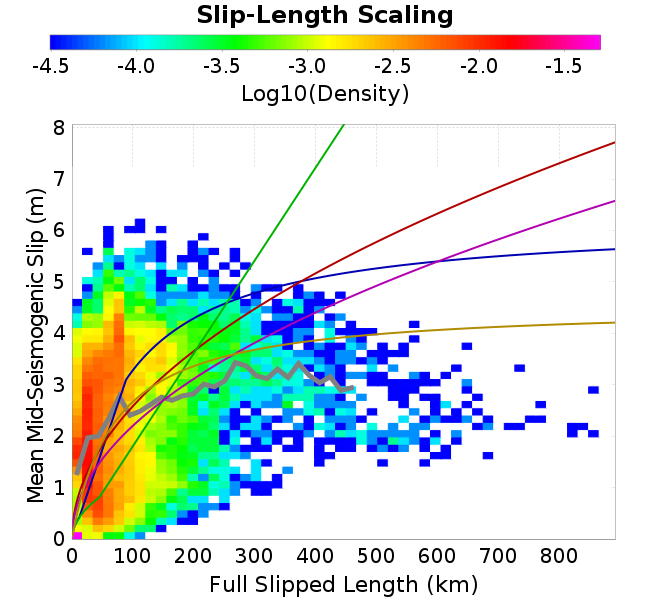 Slip-Length Scaling
-4.5 -4.0 -3.5 -3.0 -2.5 -2.0 -1.5
Log10(Density)
Mean Mid-Seismogenic Slip (m)
8
7
6
5
4
3
2
1
0
0 100 200 300 400 500 600 700 800
Full Slipped Length (km)